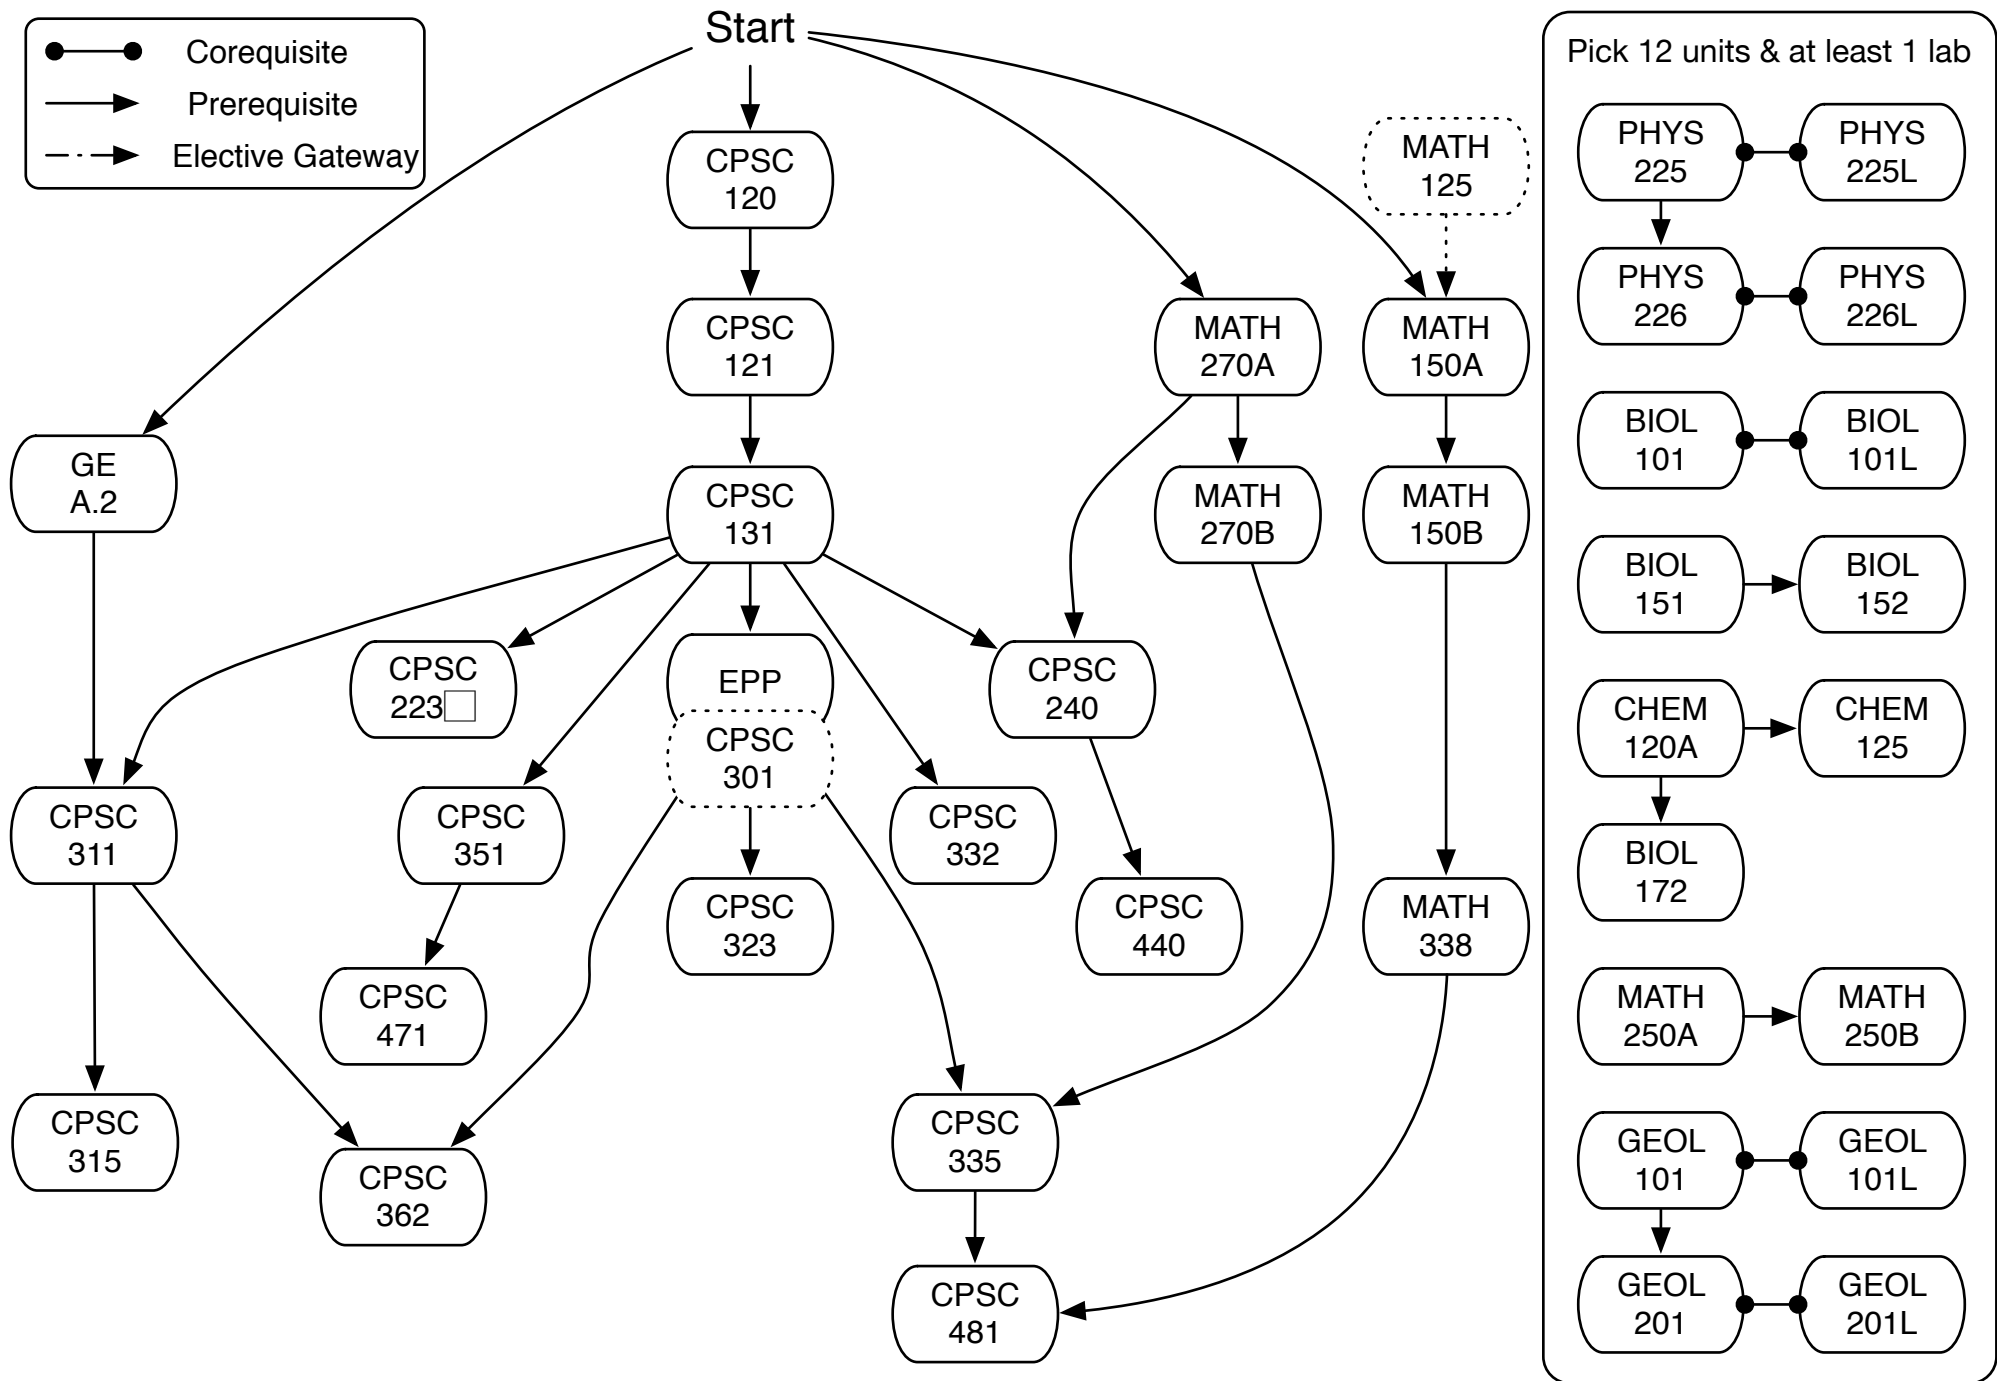 Start
Corequisite
Prerequisite
Elective Gateway
Pick 12 units & at least 1 lab
CPSC
120
MATH
125
PHYS
225
PHYS
225L
PHYS
226
PHYS
226L
CPSC
121
MATH
270A
MATH
150A
BIOL
101
BIOL
101L
GE
A.2
CPSC
131
MATH
270B
MATH
150B
BIOL
151
BIOL
152
CPSC
223
EPP
CPSC
301
CPSC
240
CHEM
120A
CHEM
125
CPSC
311
CPSC
351
CPSC
332
BIOL
172
CPSC
323
CPSC
440
MATH
338
CPSC
471
MATH
250A
MATH
250B
CPSC
315
CPSC
362
CPSC
335
GEOL
101
GEOL
101L
CPSC
481
GEOL
201
GEOL
201L